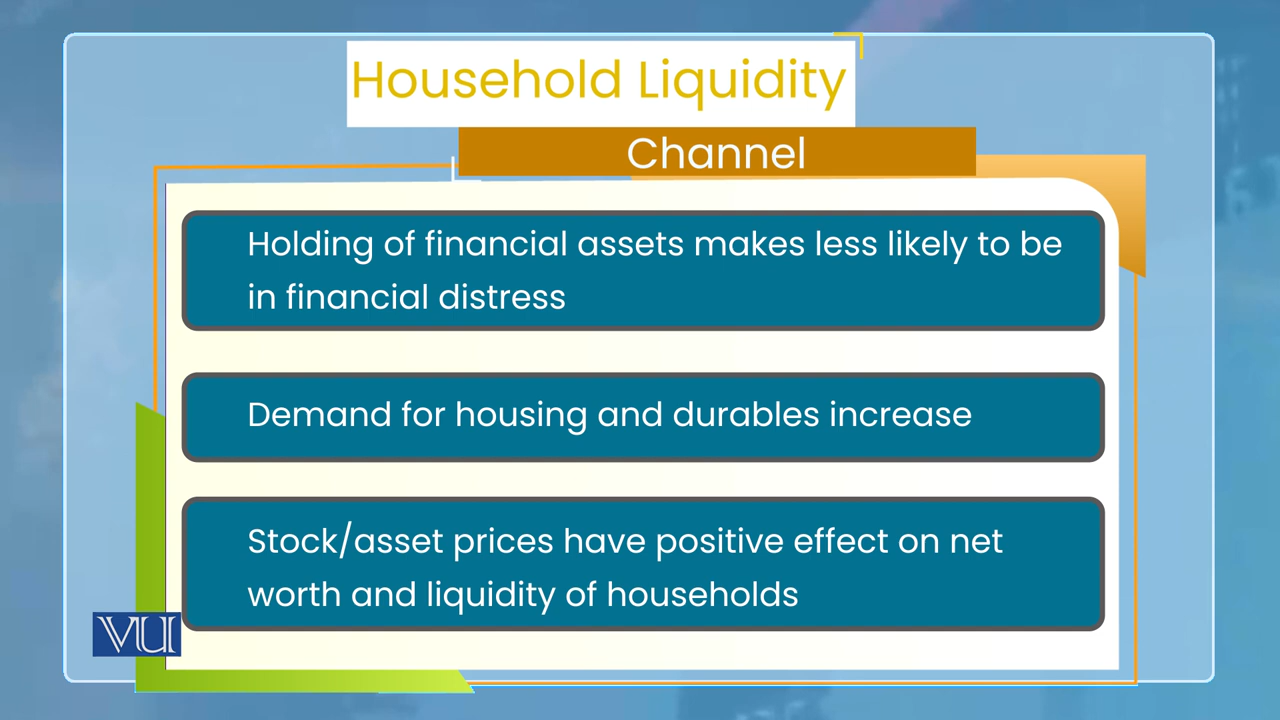 Household Liquidity
Channel
Holding of financial assets makes less likely to be
in financial distress
Demand for housing and durables increase
Stock/asset prices have positive effect on net
worth and liquidity of households
VU